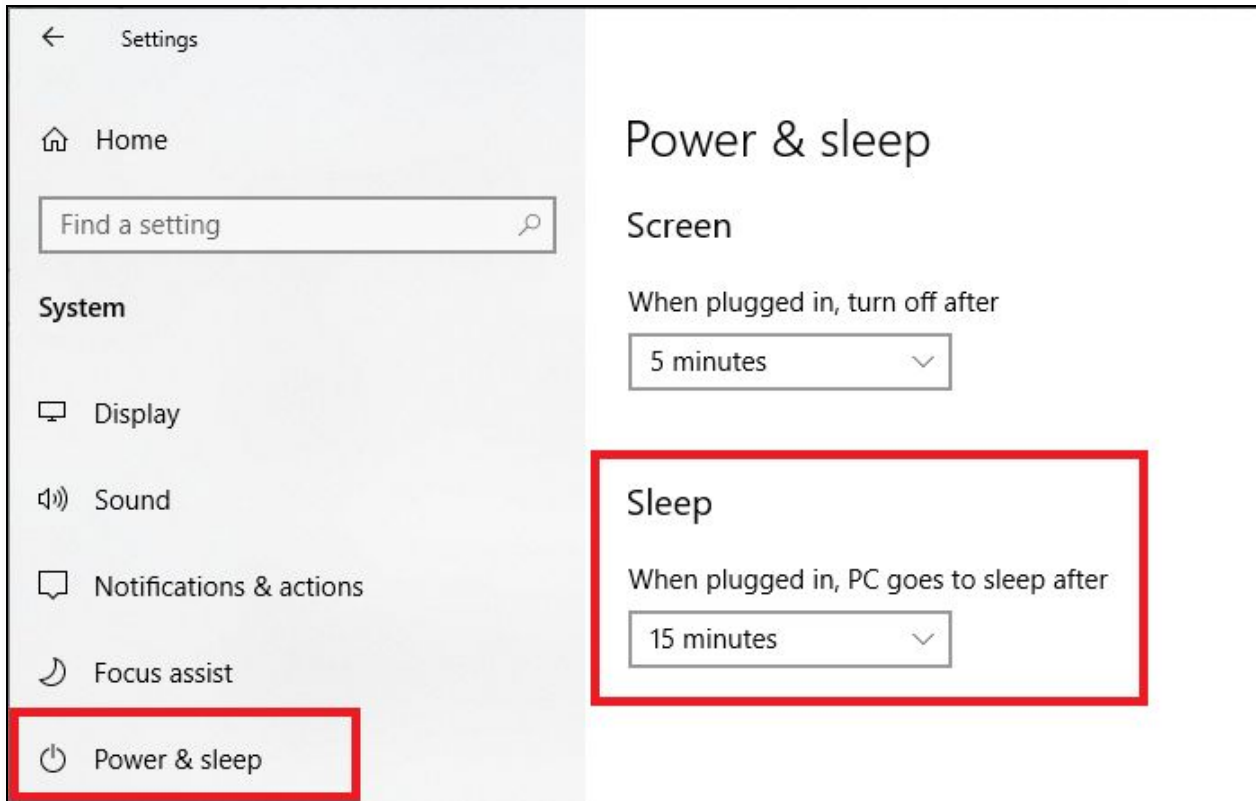 Settings
Home
Find a setting
System
Display
Sound
Notifications & actions
Focus assist
Power & sleep
Power & sleep
Screen
When plugged in, turn off after
5 minutes
Sleep
When plugged in, PC goes to sleep after
15 minutes